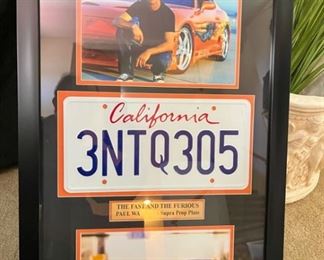 California
3NTQ305
THE FAST AND THE FURIOUS
PAUL WA Supra Prop Plate